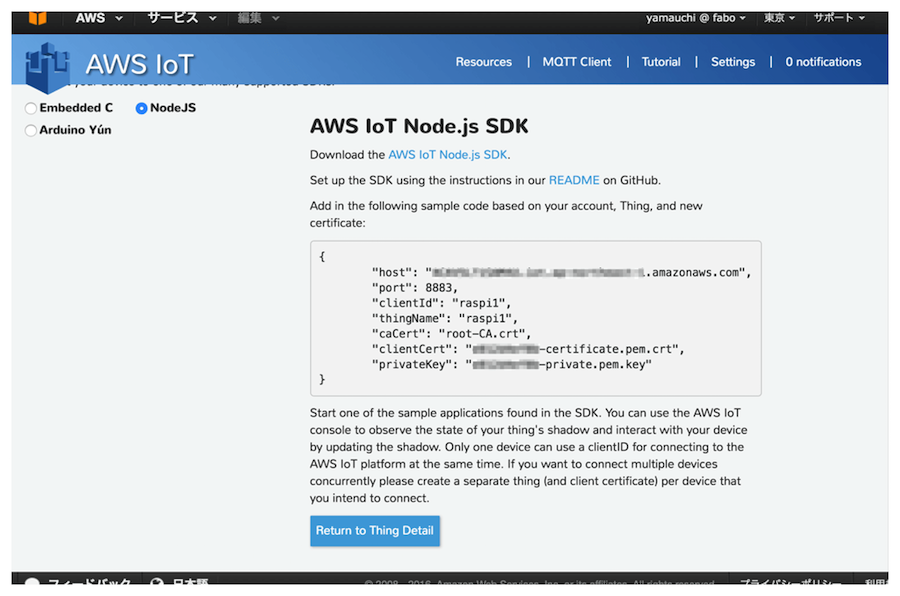 AWS サービス 編集 yamauchi @ fabo 東京 サポート
AWS IoT Resources | MQTT Client | Tutorial | Settings | 0 notifications
Embedded C NodeJS
Arduino Yún
AWS IoT Node.js SDK
Download the AWS IoT Node.js SDK.
Set up the SDK using the instructions in our README on GitHub.
Add in the following sample code based on your account, Thing, and new
certificate:
{
"host": ".amazonaws.com",
"port": 8883,
"clientId": "raspi1",
"thingName": "raspi1",
"caCert": "root-CA.crt",
"clientCert": "-certificate.pem.crt",
"privateKey": "-private.pem.key"
}
Start one of the sample applications found in the SDK. You can use the AWS IoT
console to observe the state of your thing's shadow and interact with your device
by updating the shadow. Only one device can use a clientID for connecting to the
AWS IoT platform at the same time. If you want to connect multiple devices
concurrently please create a separate thing (and client certificate) per device that
you intend to connect.
Return to Thing Detail
フィードバック 日本語 © 2008 - 2016, Amazon Web Services, Inc. or its affiliates. All rights reserved. プライバシーポリシー 利用